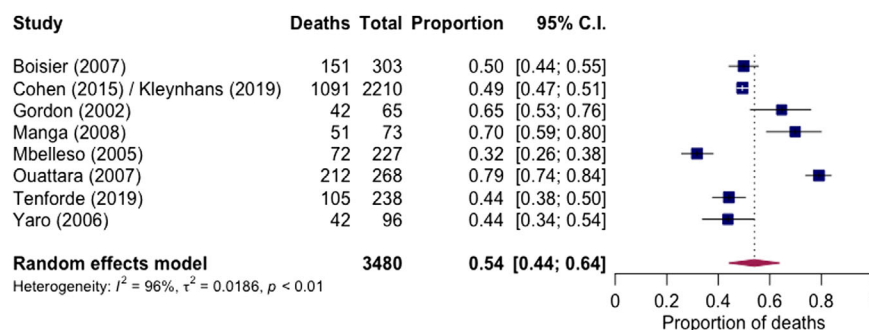 Study Deaths Total Proportion 95% C.I.
Boisier (2007) 151 303 0.50 [0.44; 0.55]
Cohen (2015) / Kleynhans (2019) 1091 2210 0.49 [0.47; 0.51]
Gordon (2002) 42 65 0.65 [0.53; 0.76]
Manga (2008) 51 73 0.70 [0.59; 0.80]
Mbelleso (2005) 72 227 0.32 [0.26; 0.38]
Ouattara (2007) 212 268 0.79 [0.74; 0.84]
Tenforde (2019) 105 238 0.44 [0.38; 0.50]
Yaro (2006) 42 96 0.44 [0.34; 0.54]
Random effects model 3480 0.54 [0.44; 0.64]
Heterogeneity: I² = 96%, τ² = 0.0186, p < 0.01
0 0.2 0.4 0.6 0.8
Proportion of deaths